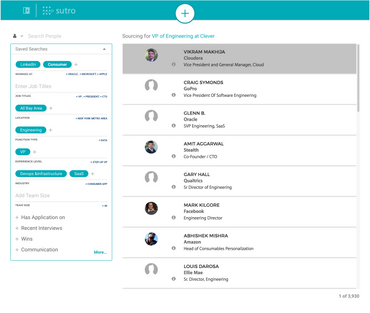 sutro
+
Search People
Sourcing for VP of Engineering at Clever
Saved Searches
LinkedIn Consumer +
WORKED AT
+ ORACLE + MICROSOFT + APPLE
Enter Job Titles
JOB TITLES
+ VP + PRESIDENT + CTO
All Bay Area +
LOCATION
+ NEW YORK METRO AREA
Engineering +
FUNCTION TYPE
VP +
EXPERIENCE LEVEL
Devops &Infrastructure SaaS +
INDUSTRY
+ CONSUMER APP
Add Team Size
TEAM SIZE
+ Has Application on
+ Recent Interviews
+ Wins
+ Communication
More...
VIKRAM MAKHIJA
Cloudera
Vice President and General Manager, Cloud
CRAIG SYMONDS
GoPro
Vice President Of Software Engineering
GLENN B.
Oracle
SVP Engineering, SaaS
AMIT AGGARWAL
Stealth
Co-Founder / CTO
GARY HALL
Qualtrics
Sr Director of Engineering
MARK KILGORE
Facebook
Engineering Director
ABHISHEK MISHRA
Amazon
Head of Consumables Personalization
LOUIS DAROSA
Ellie Mae
Sr. Director, Engineering
1 of 3,930